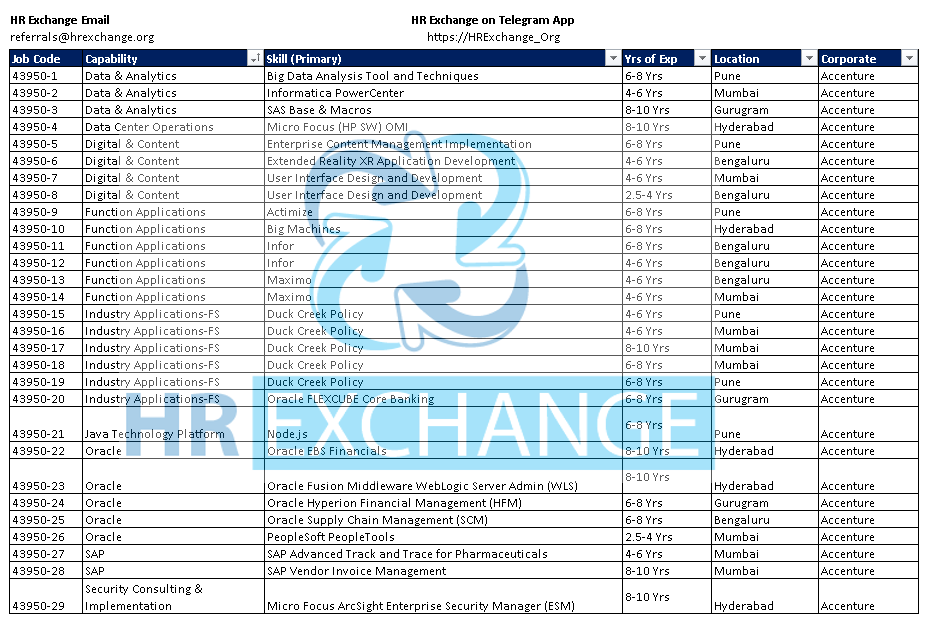 HR Exchange Email HR Exchange on Telegram App
referrals@hrexchange.org https://HRExchange_Org
Job Code Capability Skill (Primary) Yrs of Exp Location Corporate
43950-1 Data & Analytics Big Data Analysis Tool and Techniques 6-8 Yrs Pune Accenture
43950-2 Data & Analytics Informatica PowerCenter 4-6 Yrs Mumbai Accenture
43950-3 Data & Analytics SAS Base & Macros 8-10 Yrs Gurugram Accenture
43950-4 Data Center Operations Micro Focus (HP SW) OMI 8-10 Yrs Hyderabad Accenture
43950-5 Digital & Content Enterprise Content Management Implementation 6-8 Yrs Pune Accenture
43950-6 Digital & Content Extended Reality XR Application Development 4-6 Yrs Bengaluru Accenture
43950-7 Digital & Content User Interface Design and Development 4-6 Yrs Mumbai Accenture
43950-8 Digital & Content User Interface Design and Development 2.5-4 Yrs Bengaluru Accenture
43950-9 Function Applications Actimize 6-8 Yrs Pune Accenture
43950-10 Function Applications Big Machines 6-8 Yrs Hyderabad Accenture
43950-11 Function Applications Infor 6-8 Yrs Bengaluru Accenture
43950-12 Function Applications Infor 4-6 Yrs Bengaluru Accenture
43950-13 Function Applications Maximo 4-6 Yrs Bengaluru Accenture
43950-14 Function Applications Maximo 4-6 Yrs Mumbai Accenture
43950-15 Industry Applications-FS Duck Creek Policy 4-6 Yrs Pune Accenture
43950-16 Industry Applications-FS Duck Creek Policy 4-6 Yrs Mumbai Accenture
43950-17 Industry Applications-FS Duck Creek Policy 8-10 Yrs Mumbai Accenture
43950-18 Industry Applications-FS Duck Creek Policy 6-8 Yrs Mumbai Accenture
43950-19 Industry Applications-FS Duck Creek Policy 6-8 Yrs Pune Accenture
43950-20 Industry Applications-FS Oracle FLEXCUBE Core Banking 6-8 Yrs Gurugram Accenture
HR EXCHANGE
43950-21 Java Technology Platform Node.js 6-8 Yrs Pune Accenture
43950-22 Oracle Oracle EBS Financials 8-10 Yrs Hyderabad Accenture
43950-23 Oracle Oracle Fusion Middleware WebLogic Server Admin (WLS) 8-10 Yrs Hyderabad Accenture
43950-24 Oracle Oracle Hyperion Financial Management (HFM) 6-8 Yrs Gurugram Accenture
43950-25 Oracle Oracle Supply Chain Management (SCM) 6-8 Yrs Bengaluru Accenture
43950-26 Oracle PeopleSoft PeopleTools 2.5-4 Yrs Mumbai Accenture
43950-27 SAP SAP Advanced Track and Trace for Pharmaceuticals 4-6 Yrs Mumbai Accenture
43950-28 SAP SAP Vendor Invoice Management 8-10 Yrs Mumbai Accenture
Security Consulting &
43950-29 Implementation Micro Focus ArcSight Enterprise Security Manager (ESM) 8-10 Yrs Hyderabad Accenture